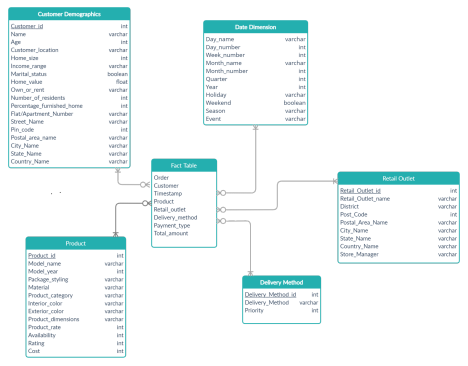 Customer Demographics
Customer_id int
Name varchar
Age int
Customer_location varchar
Home_size int
Income_range varchar
Marital_status boolean
Home_value float
Own_or_rent varchar
Number_of_residents int
Percentage_furnished_home int
Flat/Apartment_Number varchar
Street_Name varchar
Pin_code int
Postal_area_name varchar
City_Name varchar
State_Name varchar
Country_Name varchar
Date Dimension
Day_name varchar
Day_number int
Week_number int
Month_name varchar
Month_number int
Quarter int
Year int
Holiday varchar
Weekend boolean
Season varchar
Event varchar
Fact Table
Order
Customer
Timestamp
Product
Retail_outlet
Delivery_method
Payment_type
Total_amount
Retail Outlet
Retail_Outlet_id int
Retail_Outlet_name varchar
District varchar
Post_Code int
Postal_Area_Name varchar
City_Name varchar
State_Name varchar
Country_Name varchar
Store_Manager varchar
Product
Product_id int
Model_name varchar
Model_year int
Package_styling varchar
Material varchar
Product_category varchar
Interior_color varchar
Exterior_color varchar
Product_dimensions varchar
Product_rate int
Availability int
Rating int
Cost int
Delivery Method
Delivery_Method_id int
Delivery_Method varchar
Priority int